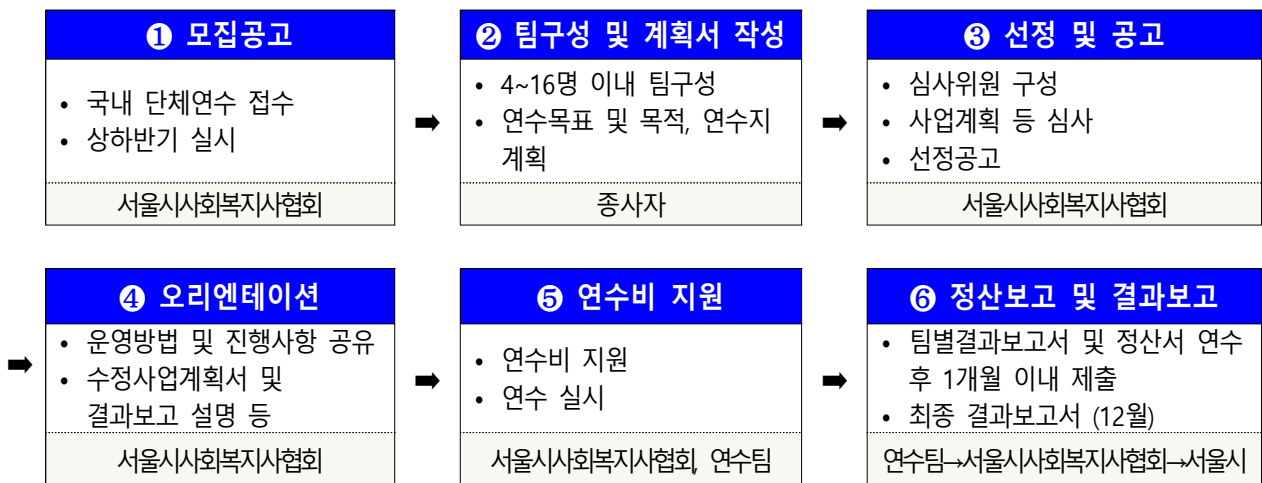 ❶ 모집공고
• 국내 단체연수 접수
• 상하반기 실시
서울시사회복지사협회
➡
❷ 팀구성 및 계획서 작성
• 4~16명 이내 팀구성
• 연수목표 및 목적, 연수지
계획
종사자
➡
❸ 선정 및 공고
• 심사위원 구성
• 사업계획 등 심사
• 선정공고
서울시사회복지사협회
➡
❹ 오리엔테이션
• 운영방법 및 진행사항 공유
• 수정사업계획서 및
결과보고 설명 등
서울시사회복지사협회
➡
❺ 연수비 지원
• 연수비 지원
• 연수 실시
서울시사회복지사협회, 연수팀
➡
❻ 정산보고 및 결과보고
• 팀별결과보고서 및 정산서 연수
후 1개월 이내 제출
• 최종 결과보고서 (12월)
연수팀→서울시사회복지사협회→서울시